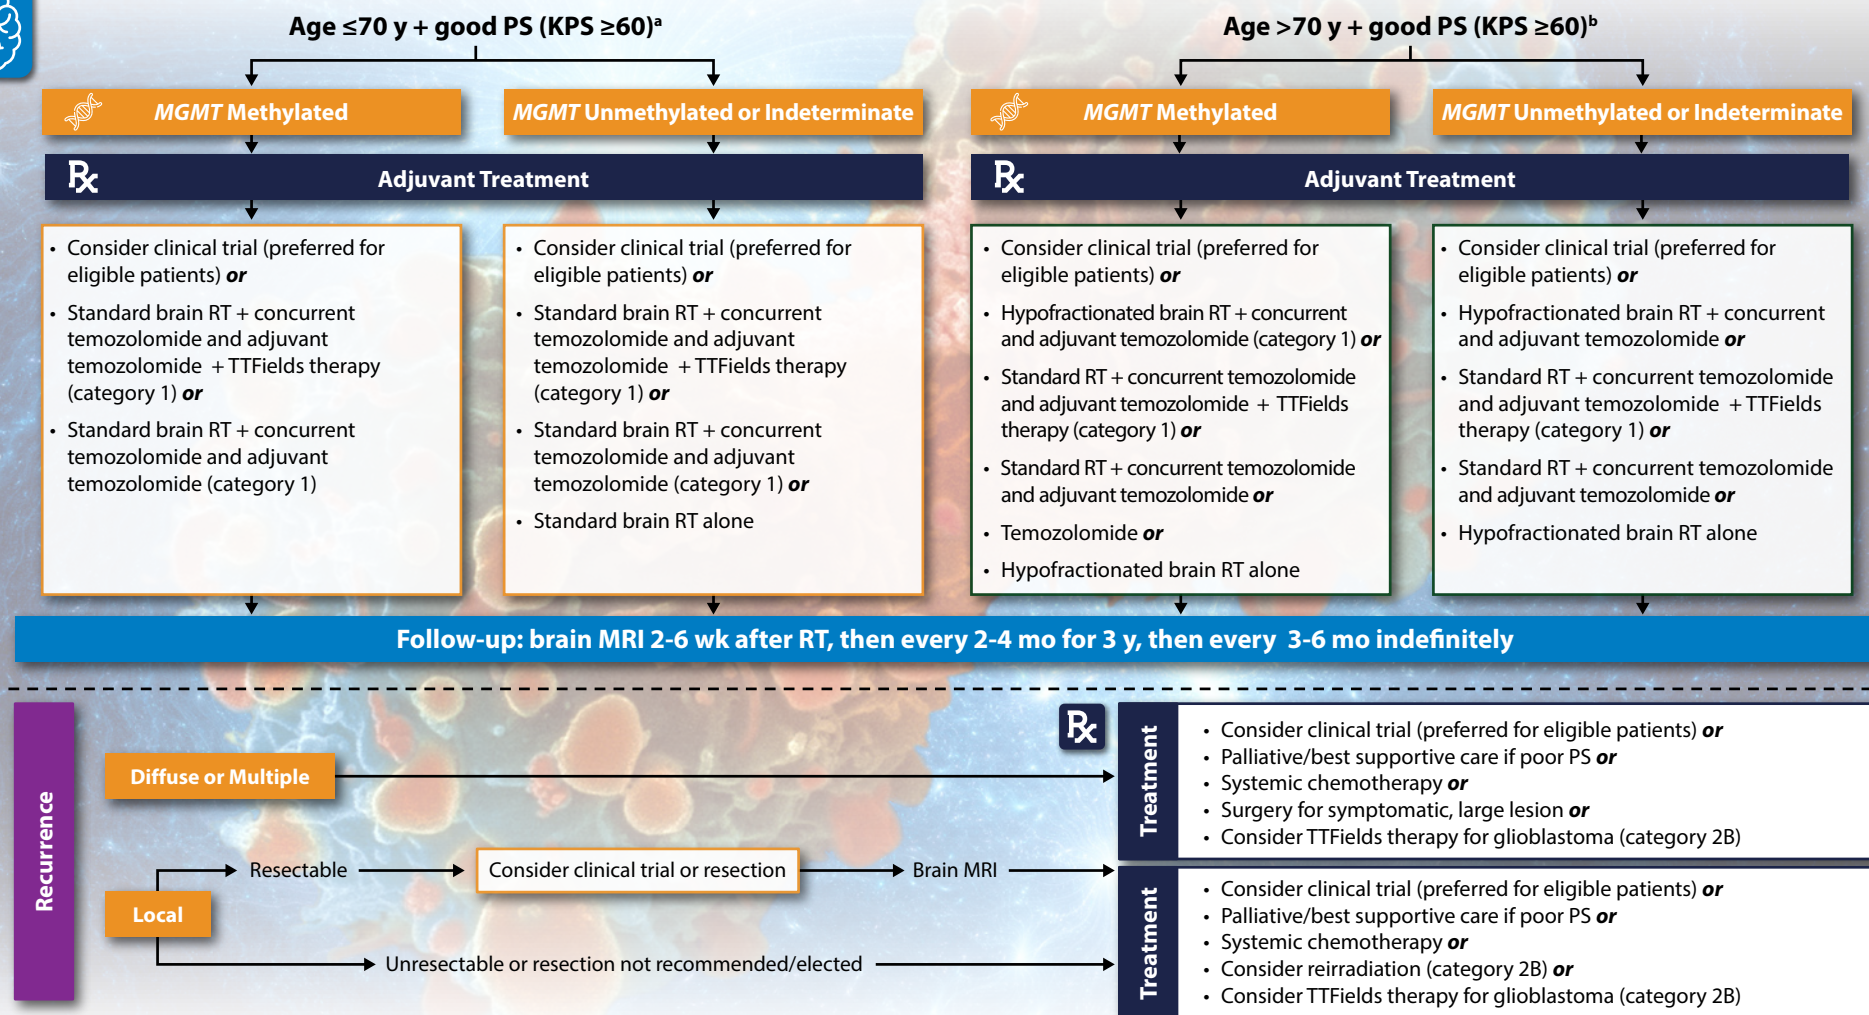 Age ≤70 y + good PS (KPS ≥60)ᵃ
MGMT Methylated
MGMT Unmethylated or Indeterminate
Rx
Adjuvant Treatment
• Consider clinical trial (preferred for
eligible patients) or
• Standard brain RT + concurrent
temozolomide and adjuvant
temozolomide + TTFields therapy
(category 1) or
• Standard brain RT + concurrent
temozolomide and adjuvant
temozolomide (category 1)
• Consider clinical trial (preferred for
eligible patients) or
• Standard brain RT + concurrent
temozolomide and adjuvant
temozolomide + TTFields therapy
(category 1) or
• Standard brain RT + concurrent
temozolomide and adjuvant
temozolomide (category 1) or
• Standard brain RT alone
Age >70 y + good PS (KPS ≥60)ᵇ
MGMT Methylated
MGMT Unmethylated or Indeterminate
Rx
Adjuvant Treatment
• Consider clinical trial (preferred for
eligible patients) or
• Hypofractionated brain RT + concurrent
and adjuvant temozolomide (category 1) or
• Standard RT + concurrent temozolomide
and adjuvant temozolomide + TTFields
therapy (category 1) or
• Standard RT + concurrent temozolomide
and adjuvant temozolomide or
• Temozolomide or
• Hypofractionated brain RT alone
• Consider clinical trial (preferred for
eligible patients) or
• Hypofractionated brain RT + concurrent
and adjuvant temozolomide or
• Standard RT + concurrent temozolomide
and adjuvant temozolomide + TTFields
therapy (category 1) or
• Standard RT + concurrent temozolomide
and adjuvant temozolomide or
• Hypofractionated brain RT alone
Follow-up: brain MRI 2-6 wk after RT, then every 2-4 mo for 3 y, then every 3-6 mo indefinitely
Recurrence
Diffuse or Multiple
Rx
Treatment
• Consider clinical trial (preferred for eligible patients) or
• Palliative/best supportive care if poor PS or
• Systemic chemotherapy or
• Surgery for symptomatic, large lesion or
• Consider TTFields therapy for glioblastoma (category 2B)
Local
Resectable
Consider clinical trial or resection
Brain MRI
Unresectable or resection not recommended/elected
Treatment
• Consider clinical trial (preferred for eligible patients) or
• Palliative/best supportive care if poor PS or
• Systemic chemotherapy or
• Consider reirradiation (category 2B) or
• Consider TTFields therapy for glioblastoma (category 2B)